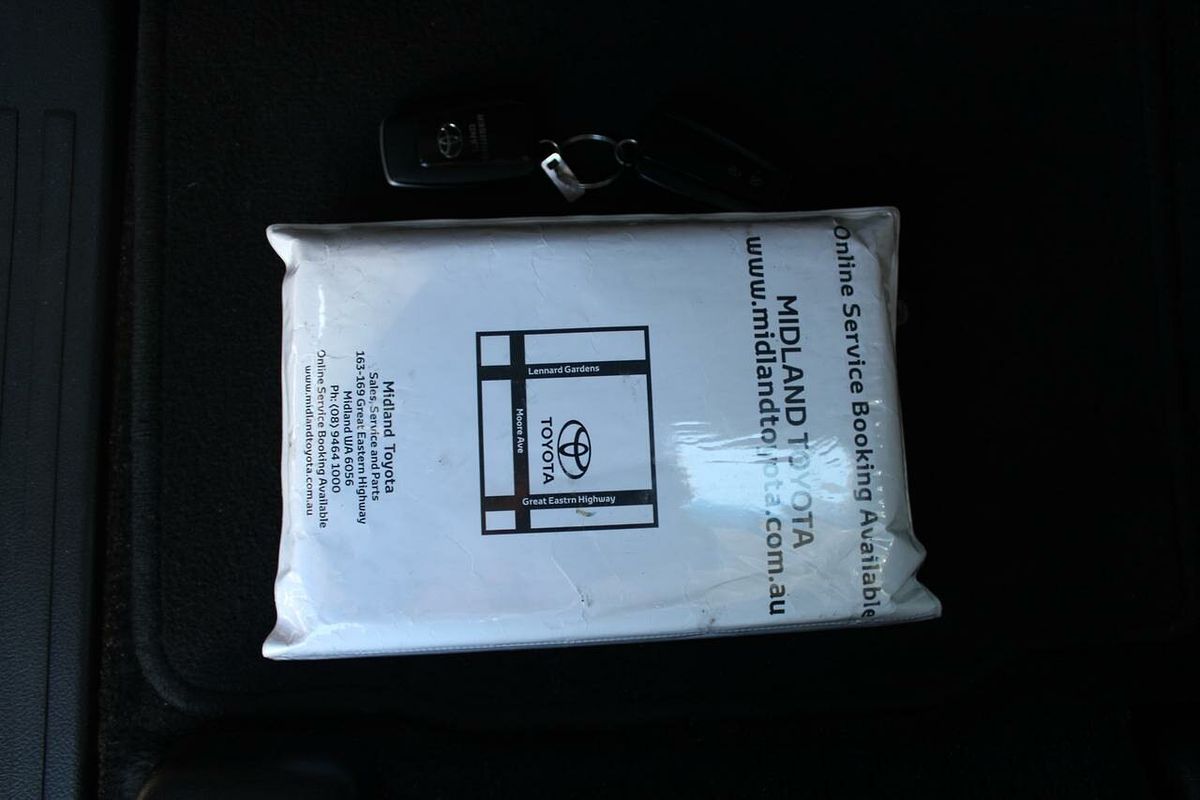 Online Service Booking Available
MIDLAND TOYOTA
www.midlandtoyota.com.au
Lennard Gardens
Moore Ave
TOYOTA
Great Eastrn Highway
Midland Toyota
Sales, Service and Parts
163-169 Great Eastern Highway
Midland WA 6056
Ph: (08) 9464 1000
Online Service Booking Available
www.midlandtoyota.com.au